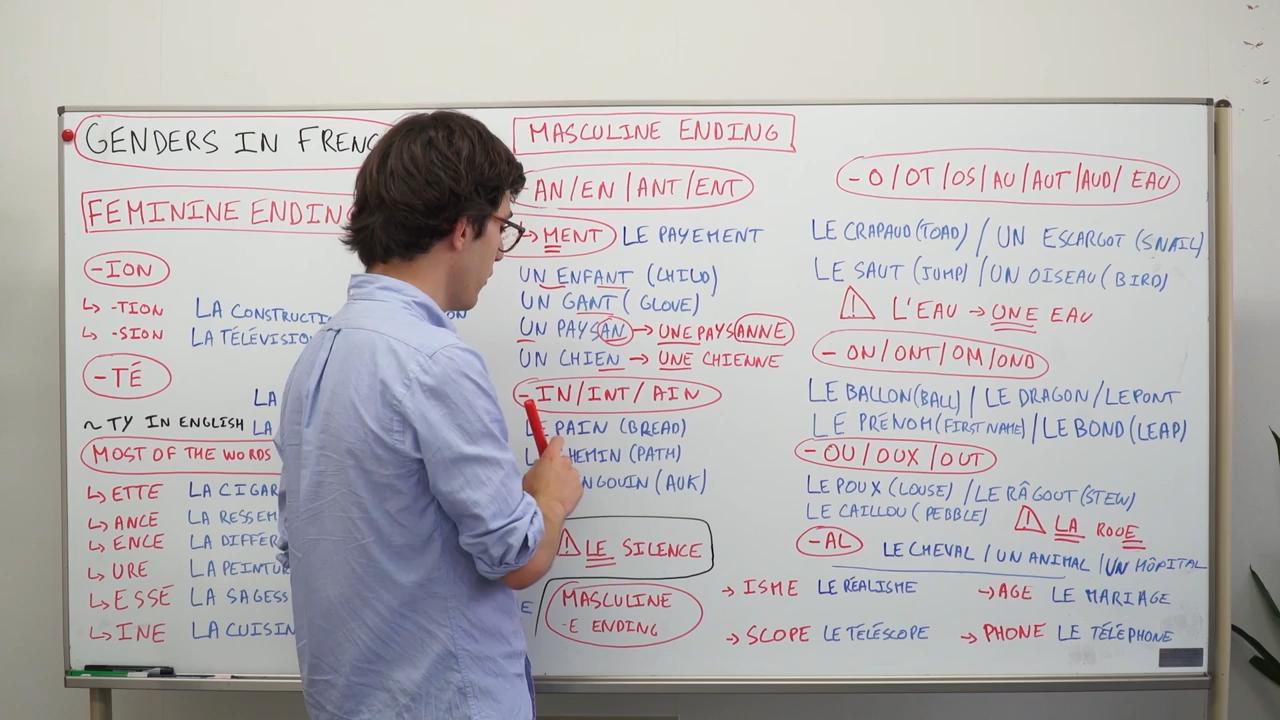 GENDERS IN FRENC
FEMININE ENDIN
-ION
↳ -TION LA CONSTRUCTI
↳ -SION LA TÉLÉVISIO
-TÉ
LA
~ TY IN ENGLISH LA
MOST OF THE WORDS
↳ ETTE LA CIGAR
↳ ANCE LA RESSEM
↳ ENCE LA DIFFÉR
↳ URE LA PEINTUR
↳ ESSE LA SAGESS
↳ INE LA CUISIN
MASCULINE ENDING
AN/EN/ANT/ENT
→ MENT LE PAYEMENT
UN ENFANT (CHILD)
UN GANT (GLOVE)
UN PAYSAN → UNE PAYSANNE
UN CHIEN → UNE CHIENNE
-IN/INT/AIN
LE PAIN (BREAD)
HEMIN (PATH)
NGOUIN (AUK)
⚠ LE SILENCE
MASCULINE
-E ENDING
→ ISME LE RÉALISME
→ AGE LE MARIAGE
→ SCOPE LE TÉLÉSCOPE
→ PHONE LE TÉLÉPHONE
-O/OT/OS/AU/AUT/AUD/EAU
LE CRAPAUD (TOAD) / UN ESCARGOT (SNAIL)
LE SAUT (JUMP) / UN OISEAU (BIRD)
⚠ L'EAU → UNE EAU
-ON/ONT/OM/OND
LE BALLON (BALL) / LE DRAGON / LE PONT
LE PRÉNOM (FIRST NAME) / LE BOND (LEAP)
-OU/OUX/OUT
LE POUX (LOUSE) / LE RÂGOUT (STEW)
LE CAILLOU (PEBBLE) ⚠ LA ROUE
-AL LE CHEVAL / UN ANIMAL / UN HÔPITAL